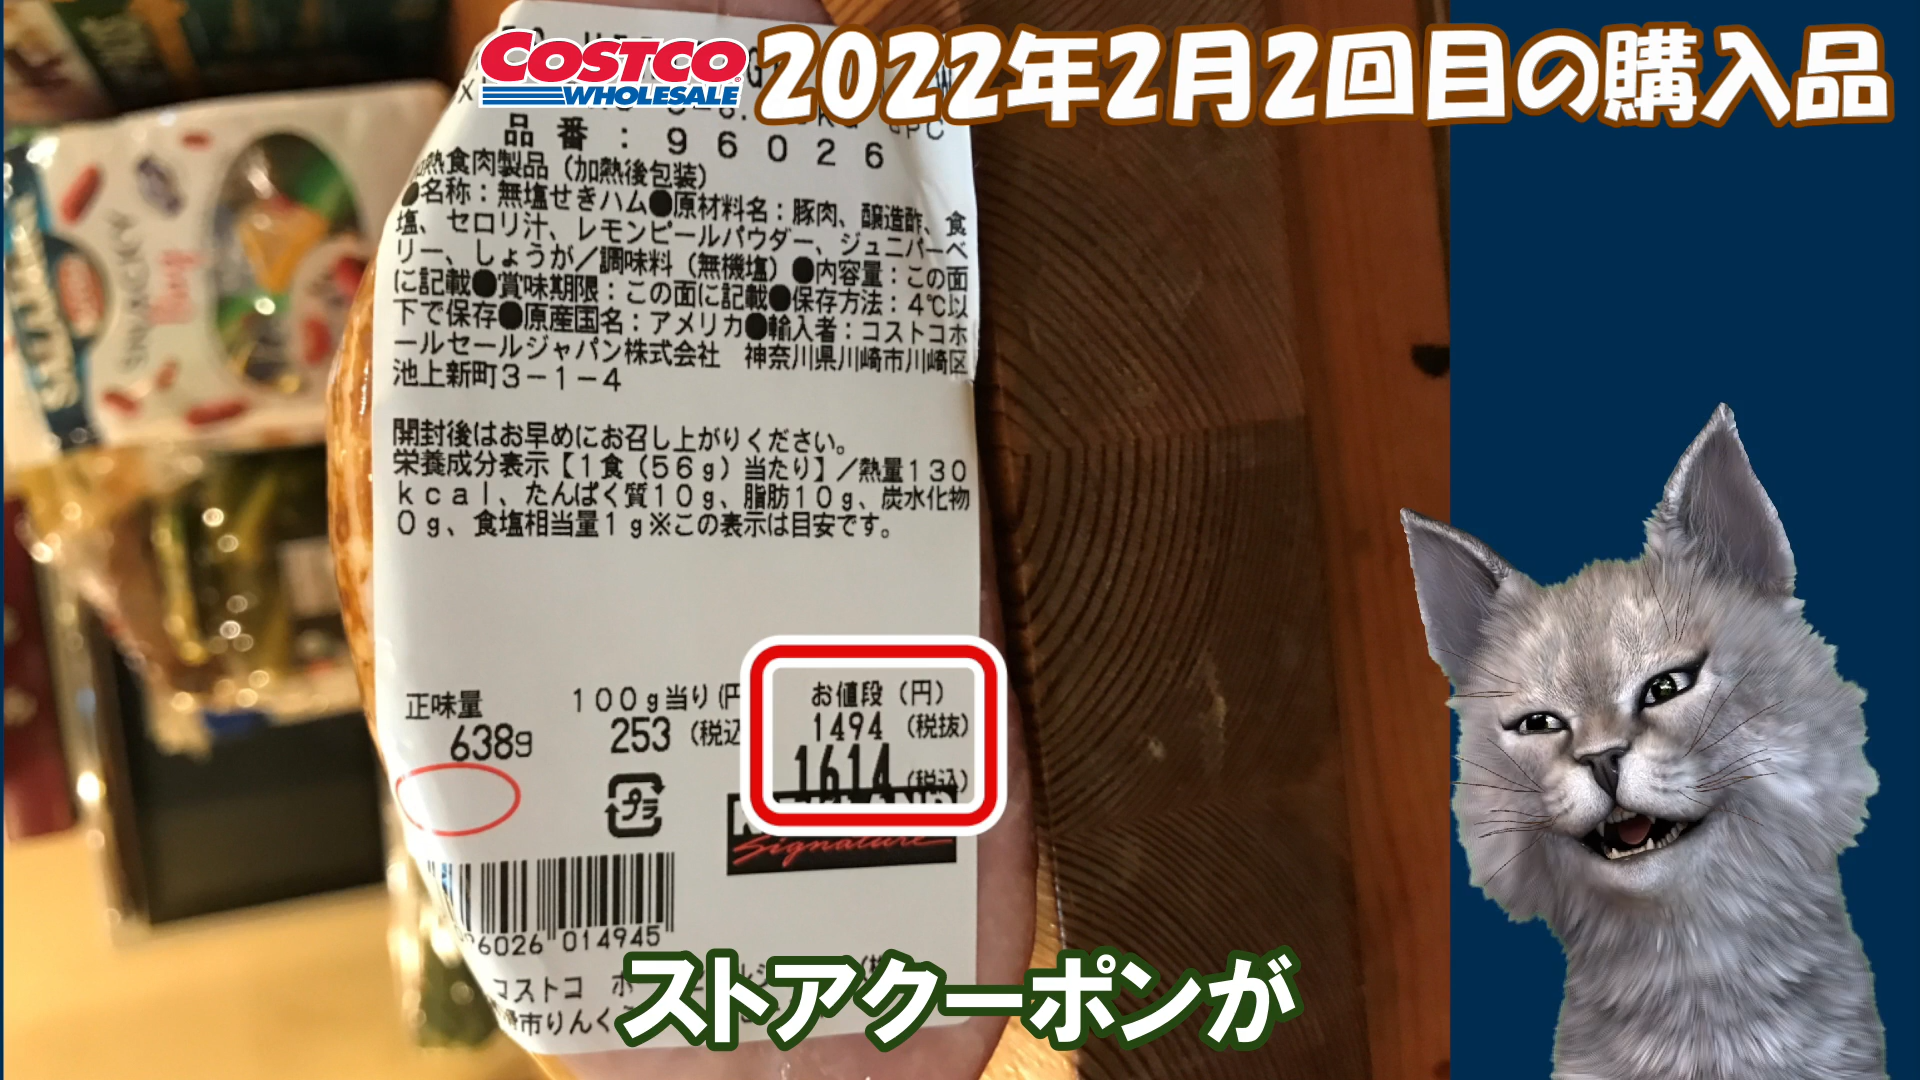 COSTCO WHOLESALE 2022年2月2回目の購入品
品番：96026
熱食肉製品（加熱後包装）
●名称：無塩せきハム●原材料名：豚肉、醸造酢、食
塩、セロリ汁、レモンピールパウダー、ジュニパーベ
リー、しょうが／調味料（無機塩）●内容量：この面
に記載●賞味期限：この面に記載●保存方法：4℃以
下で保存●原産国名：アメリカ●輸入者：コストコホ
ールセールジャパン株式会社　神奈川県川崎市川崎区
池上新町3－1－4
開封後はお早めにお召し上がりください。
栄養成分表示【1食（56g）当たり】／熱量130
kcal、たんぱく質10g、脂肪10g、炭水化物
0g、食塩相当量1g※この表示は目安です。
正味量 100g当り(円 お値段（円）
1494（税抜）
638g 253（税込 1614（税込）
プラ
Signature
6026 014945
コストコ
市りんく
ストアクーポンが
SNAXCKY